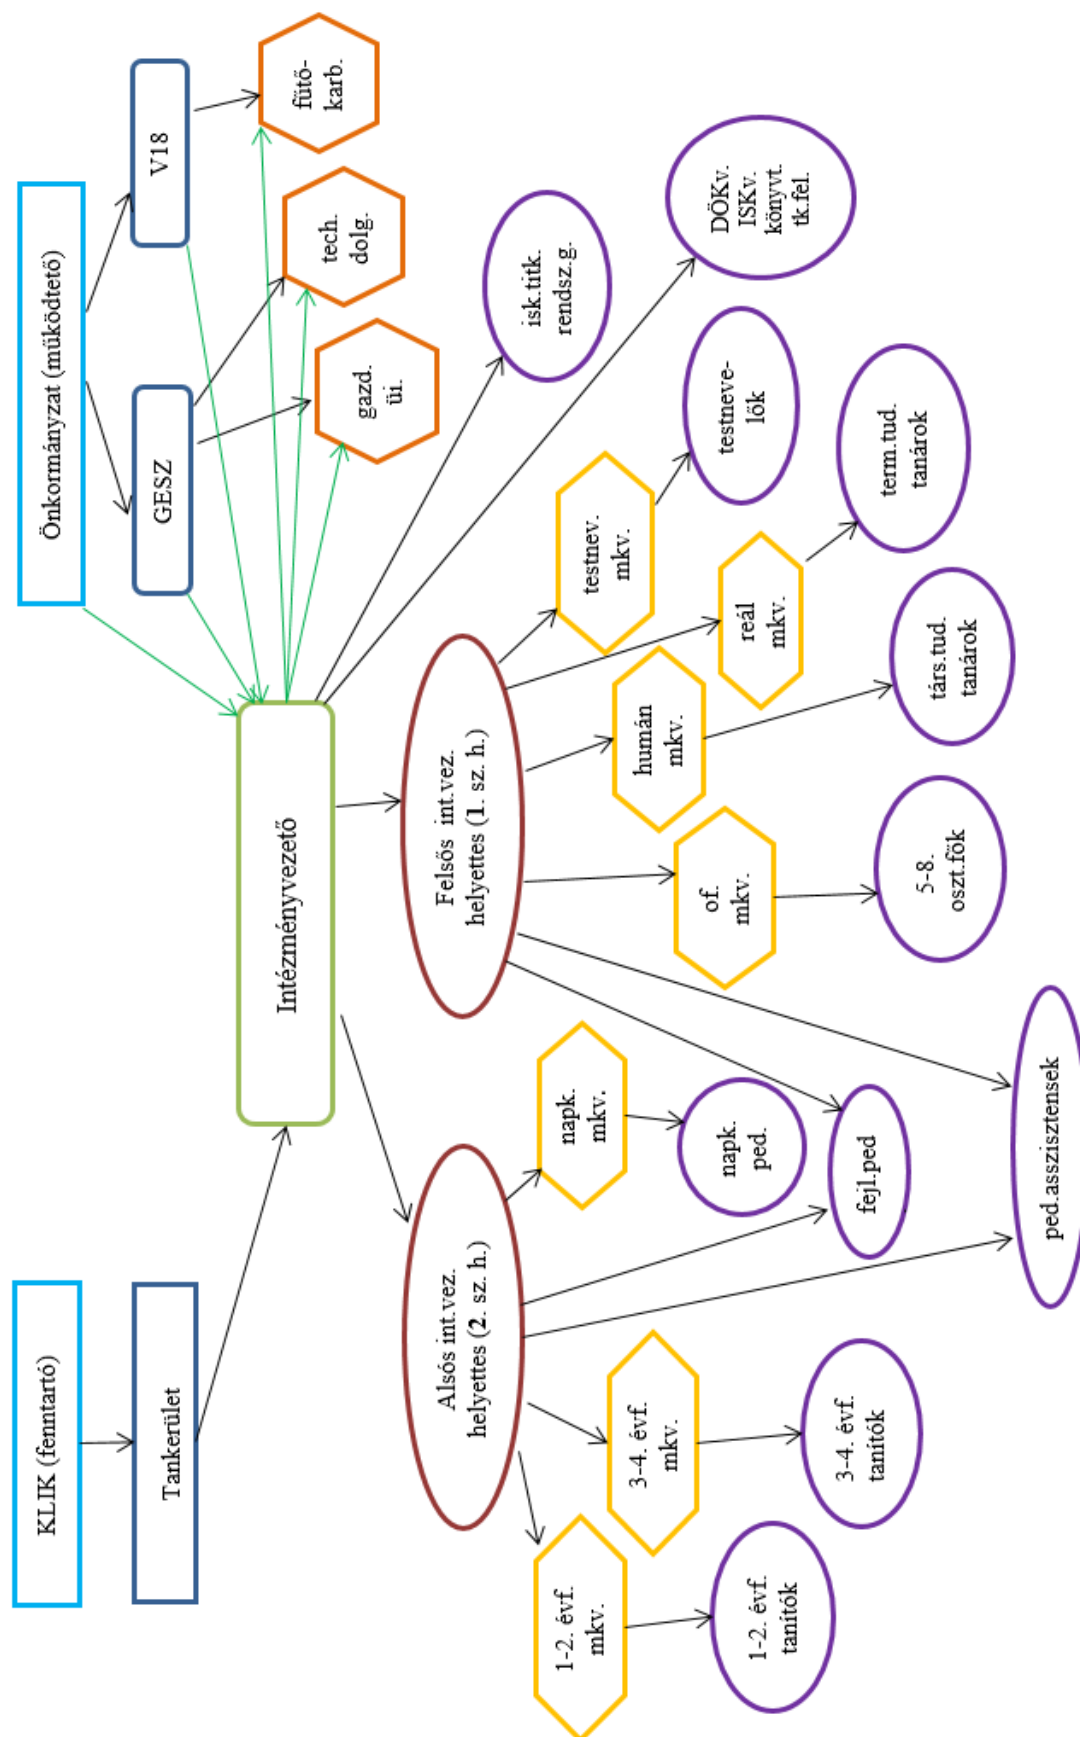 KLIK (fenntartó)
Önkormányzat (működtető)
Tankerület
GESZ
V18
Intézményvezető
gazd.
üi.
tech.
dolg.
fűtő-
karb.
Alsós int.vez.
helyettes (2. sz. h.)
Felsős int.vez.
helyettes (1. sz. h.)
isk.titk.
rendsz.g.
DÖKv.
ISKv.
könyvt.
tk.fel.
1-2. évf.
mkv.
3-4. évf.
mkv.
napk.
mkv.
of.
mkv.
humán
mkv.
reál
mkv.
testnev.
mkv.
1-2. évf.
tanítók
3-4. évf.
tanítók
napk.
ped.
fejl.ped
ped.asszisztensek
5-8.
oszt.fők
társ.tud.
tanárok
term.tud.
tanárok
testneve-
lők